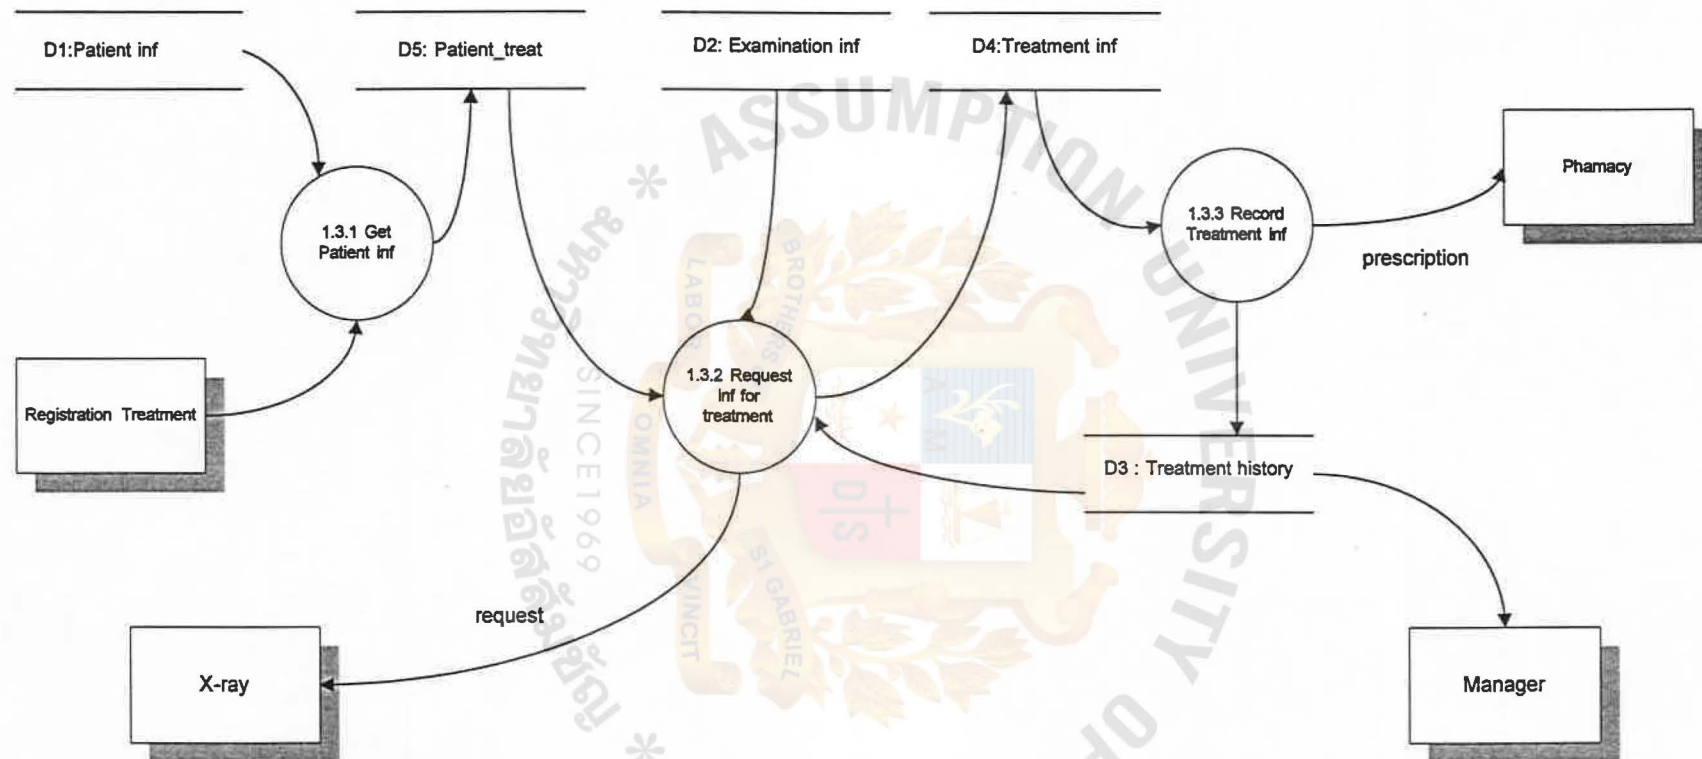 D1:Patient inf
D5: Patient_treat
D2: Examination inf
D4:Treatment inf
Phamacy
1.3.1 Get
Patient inf
1.3.3 Record
Treatment inf
prescription
1.3.2 Request
inf for
treatment
Registration Treatment
D3 : Treatment history
request
X-ray
Manager
* ASSUMPTION UNIVERSITY OF
*
SINCE1969
LABOR
OMNIA
VINCIT
BROTHERS
ST GABRIEL
A M
D S